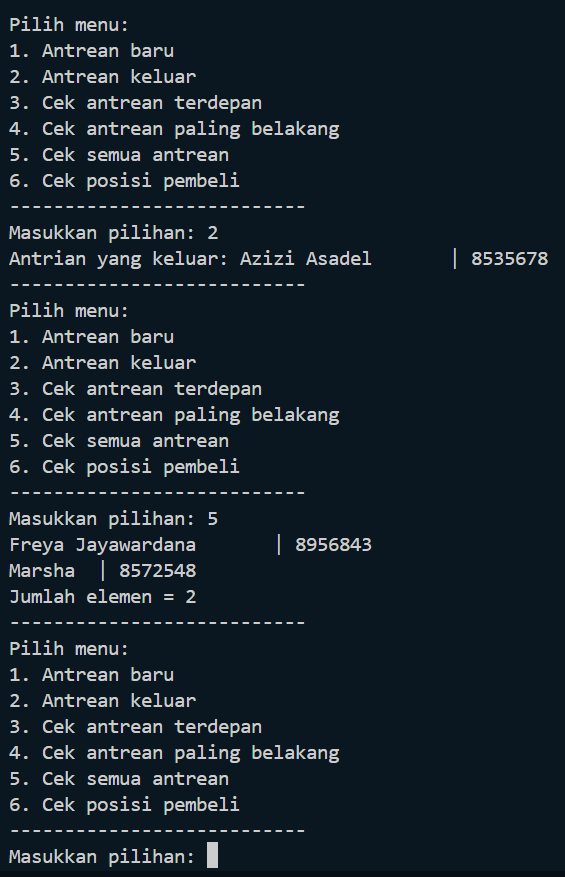 Pilih menu:
1. Antrean baru
2. Antrean keluar
3. Cek antrean terdepan
4. Cek antrean paling belakang
5. Cek semua antrean
6. Cek posisi pembeli
---------------------------
Masukkan pilihan: 2
Antrian yang keluar: Azizi Asadel       | 8535678
---------------------------
Pilih menu:
1. Antrean baru
2. Antrean keluar
3. Cek antrean terdepan
4. Cek antrean paling belakang
5. Cek semua antrean
6. Cek posisi pembeli
---------------------------
Masukkan pilihan: 5
Freya Jayawardana       | 8956843
Marsha  | 8572548
Jumlah elemen = 2
---------------------------
Pilih menu:
1. Antrean baru
2. Antrean keluar
3. Cek antrean terdepan
4. Cek antrean paling belakang
5. Cek semua antrean
6. Cek posisi pembeli
---------------------------
Masukkan pilihan: